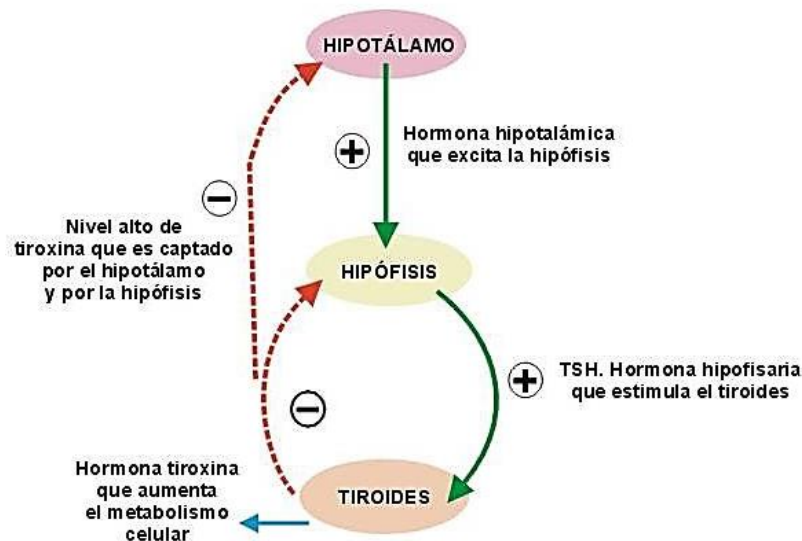 HIPOTÁLAMO
+
Hormona hipotalámica
que excita la hipófisis
−
Nivel alto de
tiroxina que es captado
por el hipotálamo
y por la hipófisis
HIPÓFISIS
+
TSH. Hormona hipofisaria
que estimula el tiroides
−
Hormona tiroxina
que aumenta
el metabolismo
celular
TIROIDES